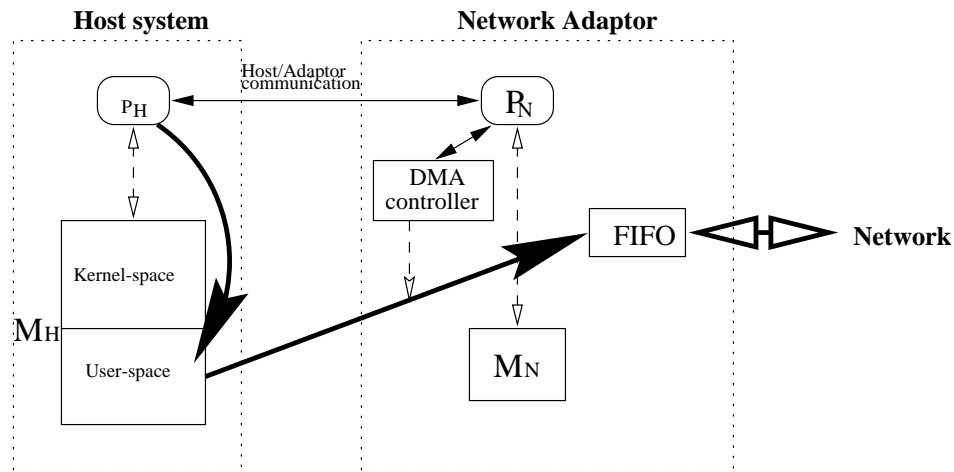 Host system
Network Adaptor
Host/Adaptor
communication
PH
PN
DMA
controller
FIFO
Network
Kernel-space
MH
User-space
MN